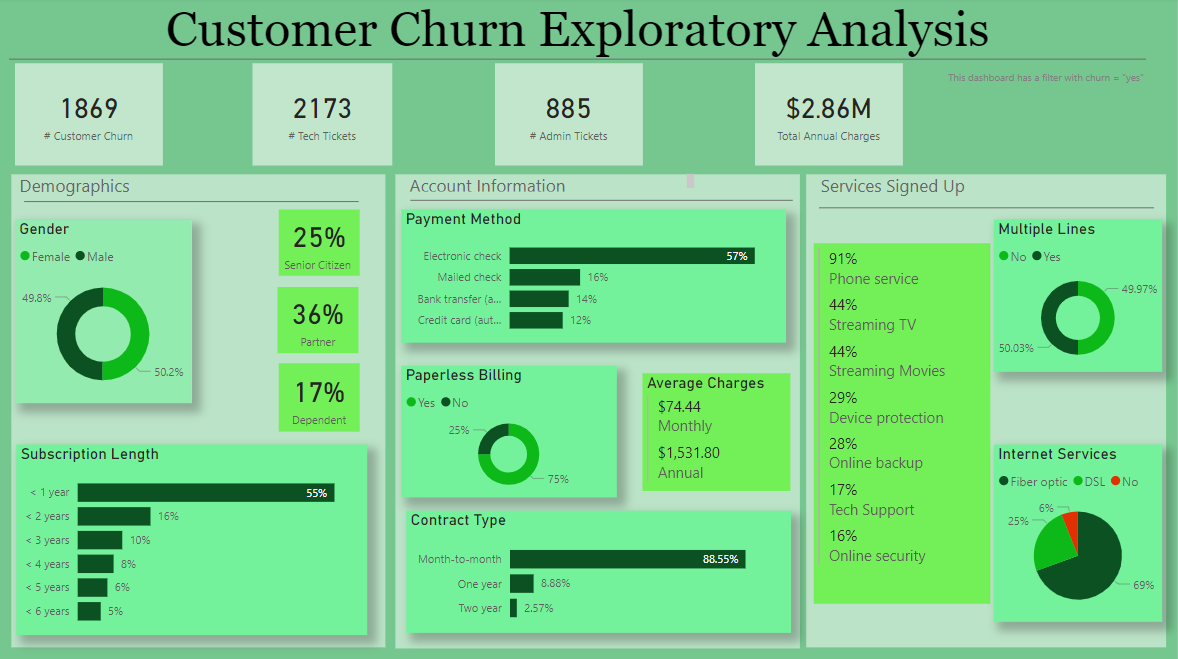 Customer Churn Exploratory Analysis
This dashboard has a filter with churn = "yes"
1869
# Customer Churn
2173
# Tech Tickets
885
# Admin Tickets
$2.86M
Total Annual Charges
Demographics
Gender
Female Male
49.8%
50.2%
25%
Senior Citizen
36%
Partner
17%
Dependent
Subscription Length
< 1 year 55%
< 2 years 16%
< 3 years 10%
< 4 years 8%
< 5 years 6%
< 6 years 5%
Account Information
Payment Method
Electronic check 57%
Mailed check 16%
Bank transfer (a... 14%
Credit card (aut... 12%
Paperless Billing
Yes No
25%
75%
Average Charges
$74.44
Monthly
$1,531.80
Annual
Contract Type
Month-to-month 88.55%
One year 8.88%
Two year 2.57%
Services Signed Up
91%
Phone service
44%
Streaming TV
44%
Streaming Movies
29%
Device protection
28%
Online backup
17%
Tech Support
16%
Online security
Multiple Lines
No Yes
49.97%
50.03%
Internet Services
Fiber optic DSL No
6%
25%
69%